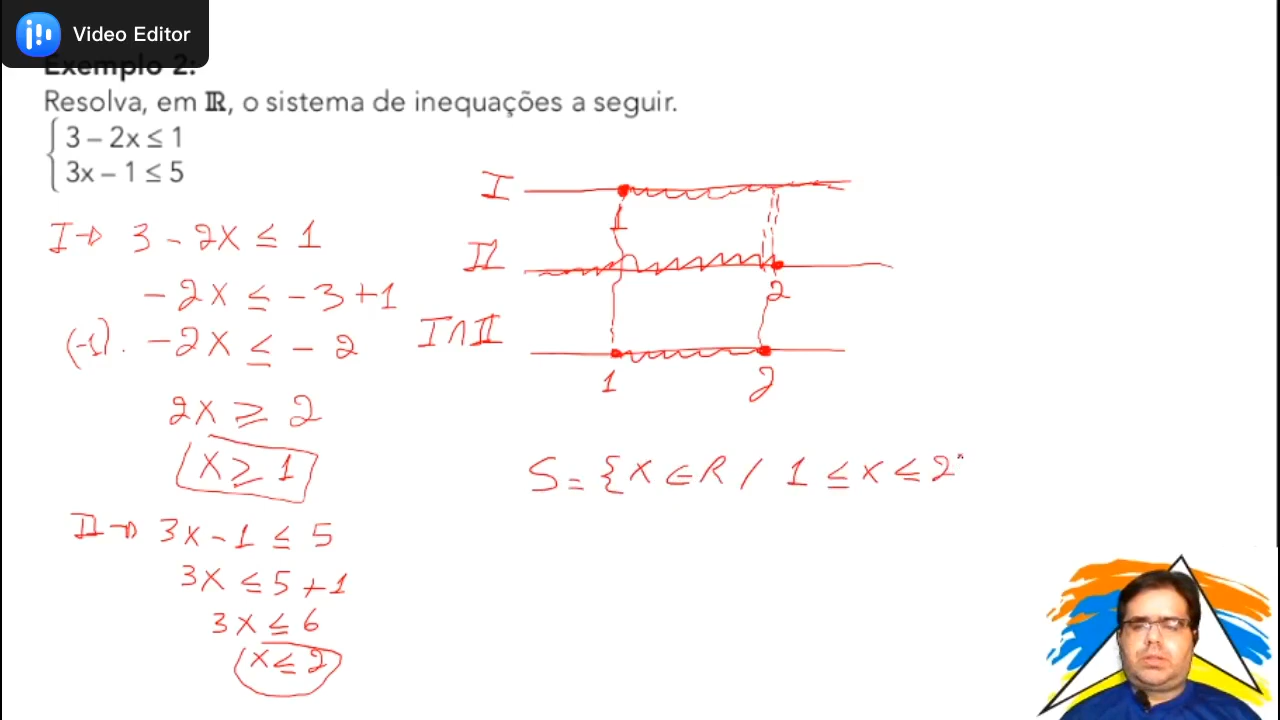 Video Editor
Exemplo 2:
Resolva, em ℝ, o sistema de inequações a seguir.
3 – 2x ≤ 1
3x – 1 ≤ 5
I → 3 - 2x ≤ 1
-2x ≤ -3+1
(-1). -2x ≤ -2
2x ≥ 2
x ≥ 1
II → 3x - 1 ≤ 5
3x ≤ 5+1
3x ≤ 6
x ≤ 2
I
1
II
2
I∩II
1 2
S = {x ∈ R / 1 ≤ x ≤ 2